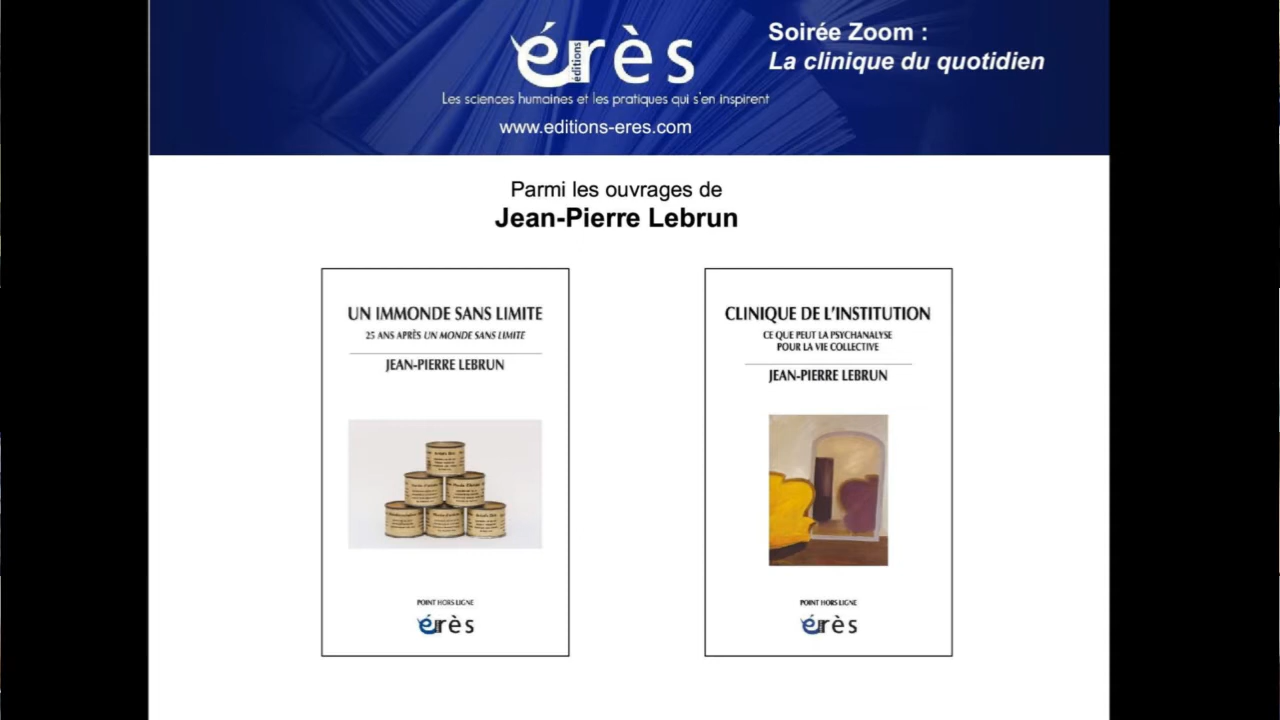 éditions
érès
Soirée Zoom :
La clinique du quotidien
Les sciences humaines et les pratiques qui s'en inspirent
www.editions-eres.com
Parmi les ouvrages de
Jean-Pierre Lebrun
UN IMMONDE SANS LIMITE
25 ANS APRÈS UN MONDE SANS LIMITE
JEAN-PIERRE LEBRUN
POINT HORS LIGNE
érès
CLINIQUE DE L'INSTITUTION
CE QUE PEUT LA PSYCHANALYSE
POUR LA VIE COLLECTIVE
JEAN-PIERRE LEBRUN
POINT HORS LIGNE
érès